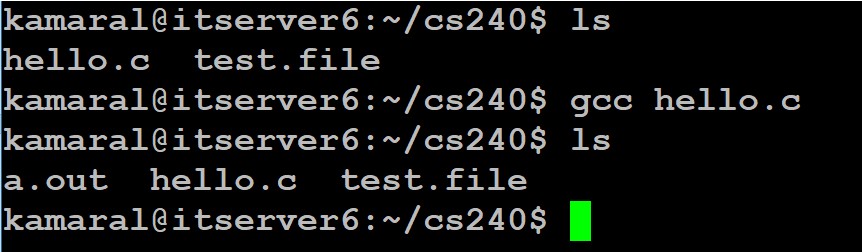 kamaral@itserver6:~/cs240$ ls
hello.c  test.file
kamaral@itserver6:~/cs240$ gcc hello.c
kamaral@itserver6:~/cs240$ ls
a.out  hello.c  test.file
kamaral@itserver6:~/cs240$